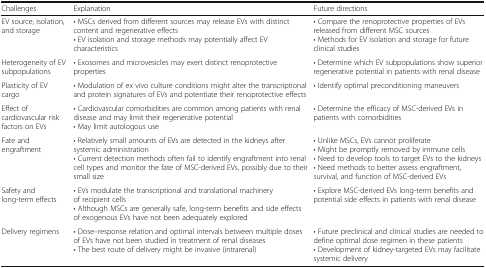 Challenges Explanation Future directions
EV source, isolation, • MSCs derived from different sources may release EVs with distinct • Compare the renoprotective properties of EVs
and storage content and regenerative effects released from different MSC sources
• EV isolation and storage methods may potentially affect EV • Methods for EV isolation and storage for future
characteristics clinical studies
Heterogeneity of EV • Exosomes and microvesicles may exert distinct renoprotective • Determine which EV subpopulations show superior
subpopulations properties regenerative potential in patients with renal disease
Plasticity of EV • Modulation of ex vivo culture conditions might alter the transcriptional • Identify optimal preconditioning maneuvers
cargo and protein signatures of EVs and potentiate their renoprotective effects
Effect of • Cardiovascular comorbidities are common among patients with renal • Determine the efficacy of MSC-derived EVs in
cardiovascular risk disease and may limit their regenerative potential patients with comorbidities
factors on EVs • May limit autologous use
Fate and • Relatively small amounts of EVs are detected in the kidneys after • Unlike MSCs, EVs cannot proliferate
engraftment systemic administration • Might be promptly removed by immune cells
• Current detection methods often fail to identify engraftment into renal • Need to develop tools to target EVs to the kidneys
cell types and monitor the fate of MSC-derived EVs, possibly due to their • Need methods to better assess engraftment,
small size survival, and function of MSC-derived EVs
Safety and • EVs modulate the transcriptional and translational machinery • Explore MSC-derived EVs long-term benefits and
long-term effects of recipient cells potential side effects in patients with renal disease
• Although MSCs are generally safe, long-term benefits and side effects
of exogenous EVs have not been adequately explored
Delivery regimens • Dose–response relation and optimal intervals between multiple doses • Future preclinical and clinical studies are needed to
of EVs have not been studied in treatment of renal diseases define optimal dose regimen in these patients
• The best route of delivery might be invasive (intrarenal) • Development of kidney-targeted EVs may facilitate
systemic delivery